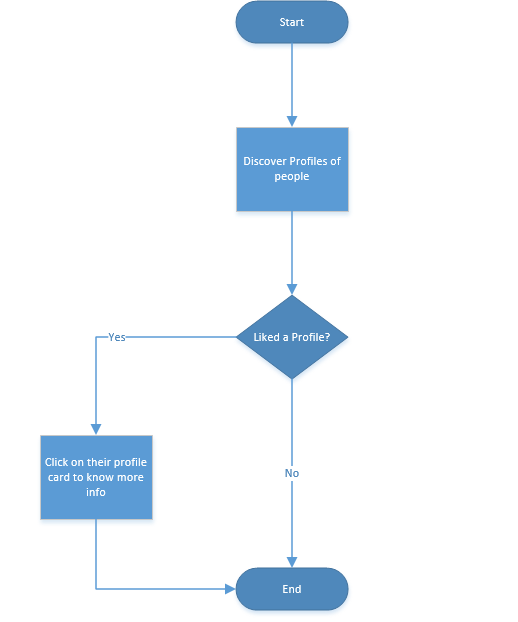 Start
Discover Profiles of
people
Liked a Profile?
Yes
Click on their profile
card to know more
info
No
End